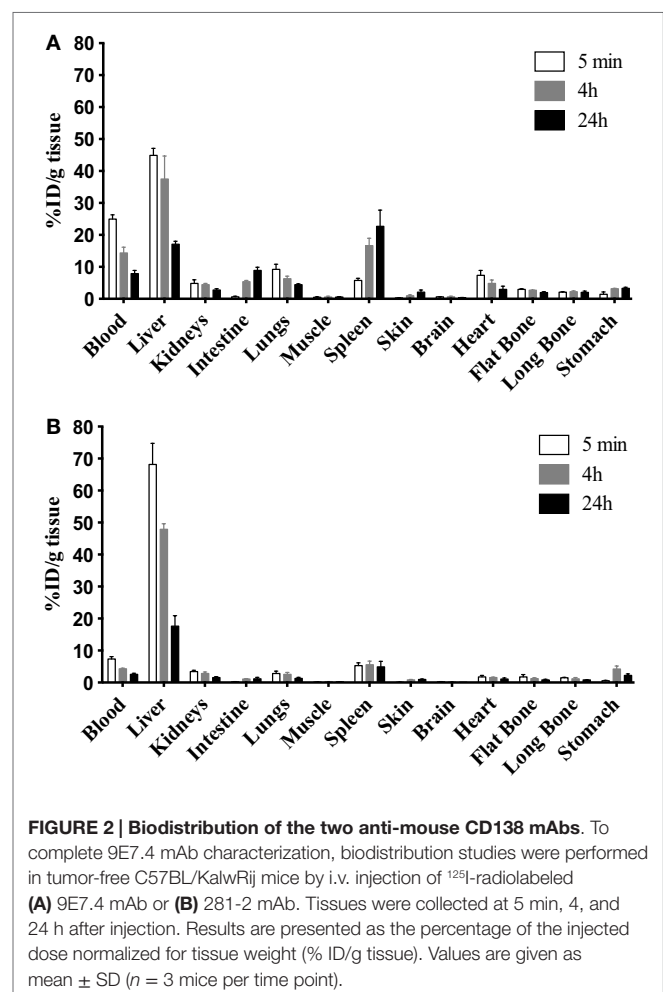 A
80
70
60
50
40
30
20
10
0
%ID/g tissue
5 min
4h
24h
Blood
Liver
Kidneys
Intestine
Lungs
Muscle
Spleen
Skin
Brain
Heart
Flat Bone
Long Bone
Stomach
B
80
70
60
50
40
30
20
10
0
%ID/g tissue
5 min
4h
24h
Blood
Liver
Kidneys
Intestine
Lungs
Muscle
Spleen
Skin
Brain
Heart
Flat Bone
Long Bone
Stomach
FIGURE 2 | Biodistribution of the two anti-mouse CD138 mAbs. To
complete 9E7.4 mAb characterization, biodistribution studies were performed
in tumor-free C57BL/KalwRij mice by i.v. injection of ¹²⁵I-radiolabeled
(A) 9E7.4 mAb or (B) 281-2 mAb. Tissues were collected at 5 min, 4, and
24 h after injection. Results are presented as the percentage of the injected
dose normalized for tissue weight (% ID/g tissue). Values are given as
mean ± SD (n = 3 mice per time point).